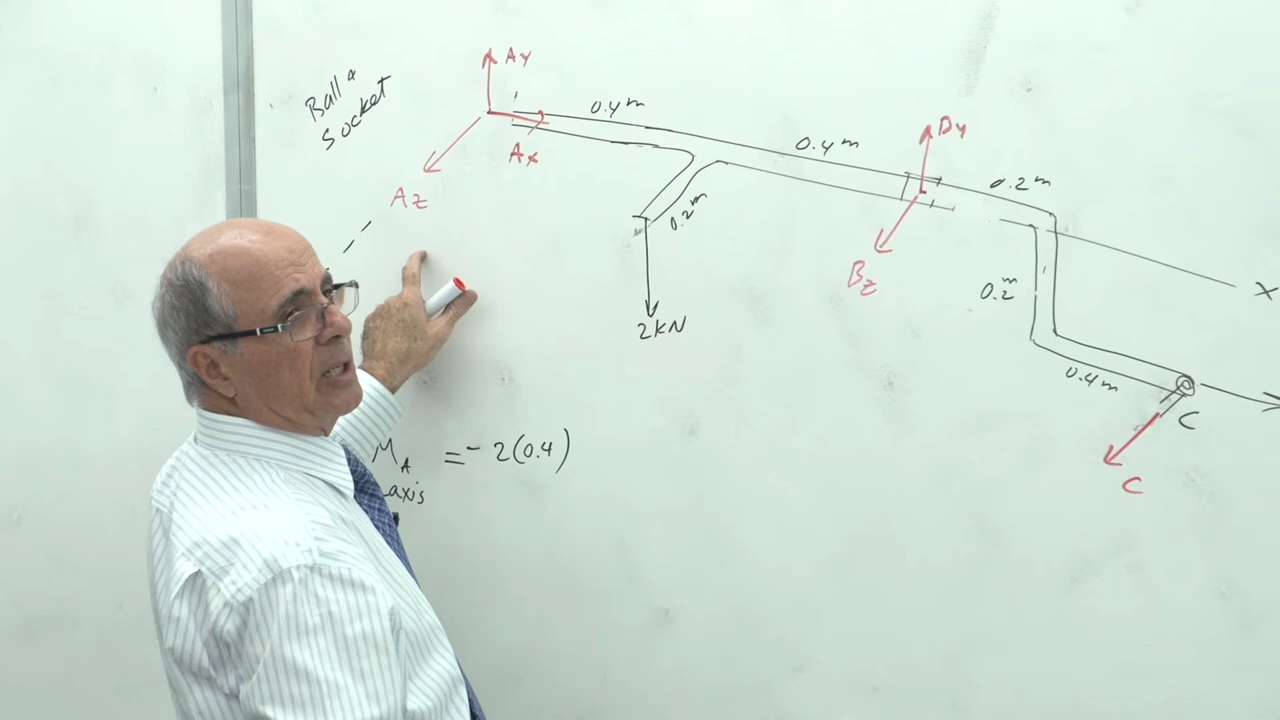 Ball &
Socket
Ay
Ax
Az
0.4m
0.2m
2KN
0.4m
By
Bz
0.2m
0.2m
0.4m
x
C
C
MA = - 2(0.4)
axis